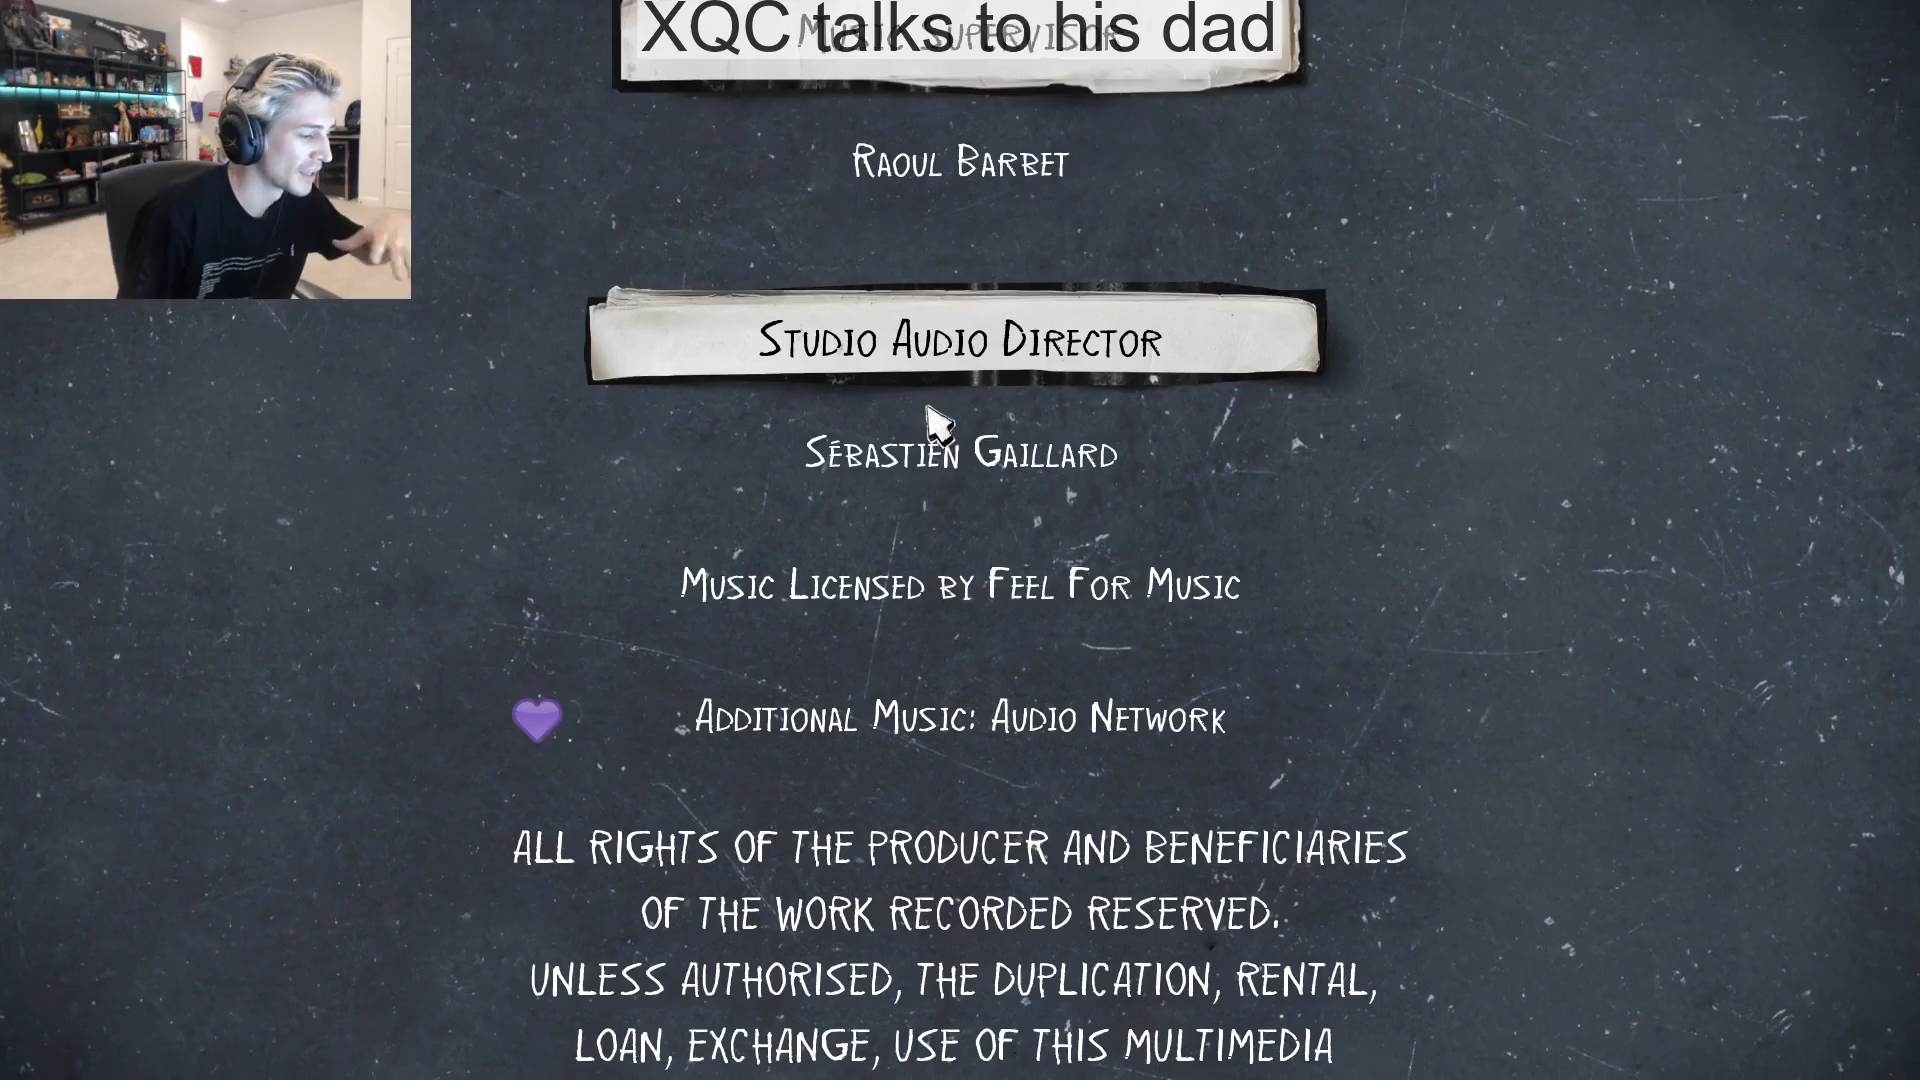 XQC talks to his dad
Music Supervisor
Raoul Barbet
Studio Audio Director
Sébastien Gaillard
Music Licensed by Feel For Music
Additional Music: Audio Network
ALL RIGHTS OF THE PRODUCER AND BENEFICIARIES
OF THE WORK RECORDED RESERVED.
UNLESS AUTHORISED, THE DUPLICATION, RENTAL,
LOAN, EXCHANGE, USE OF THIS MULTIMEDIA